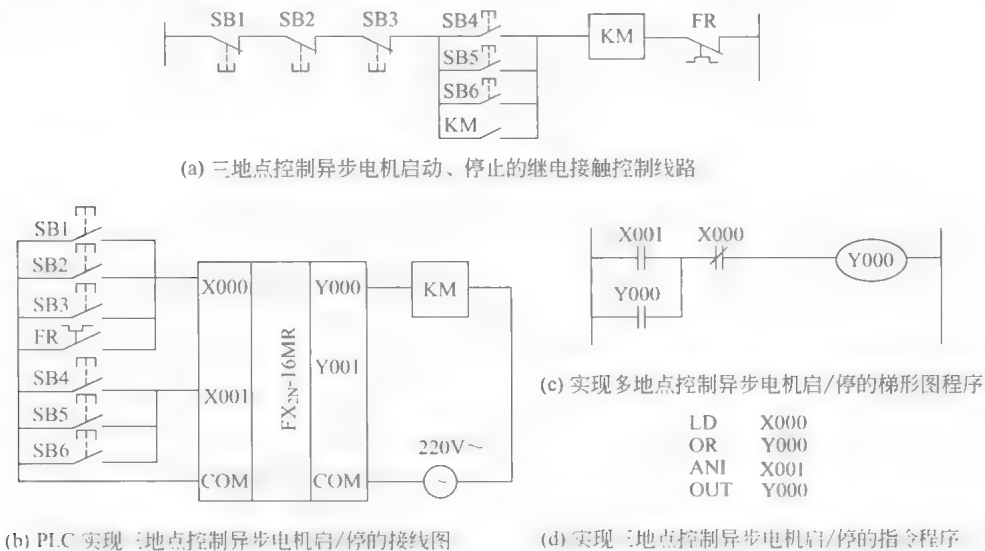 SB1 SB2 SB3 SB4 FR
KM
SB5
SB6
KM
(a) 三地点控制异步电机启动、停止的继电接触控制线路
SB1
SB2
SB3
FR
SB4
SB5
SB6
X000
X001
COM
FX2N-16MR
Y000
Y001
COM
KM
220V~
(b) PLC 实现三地点控制异步电机启/停的接线图
X001 X000
Y000
Y000
(c) 实现多地点控制异步电机启/停的梯形图程序
LD X000
OR Y000
ANI X001
OUT Y000
(d) 实现三地点控制异步电机启/停的指令程序